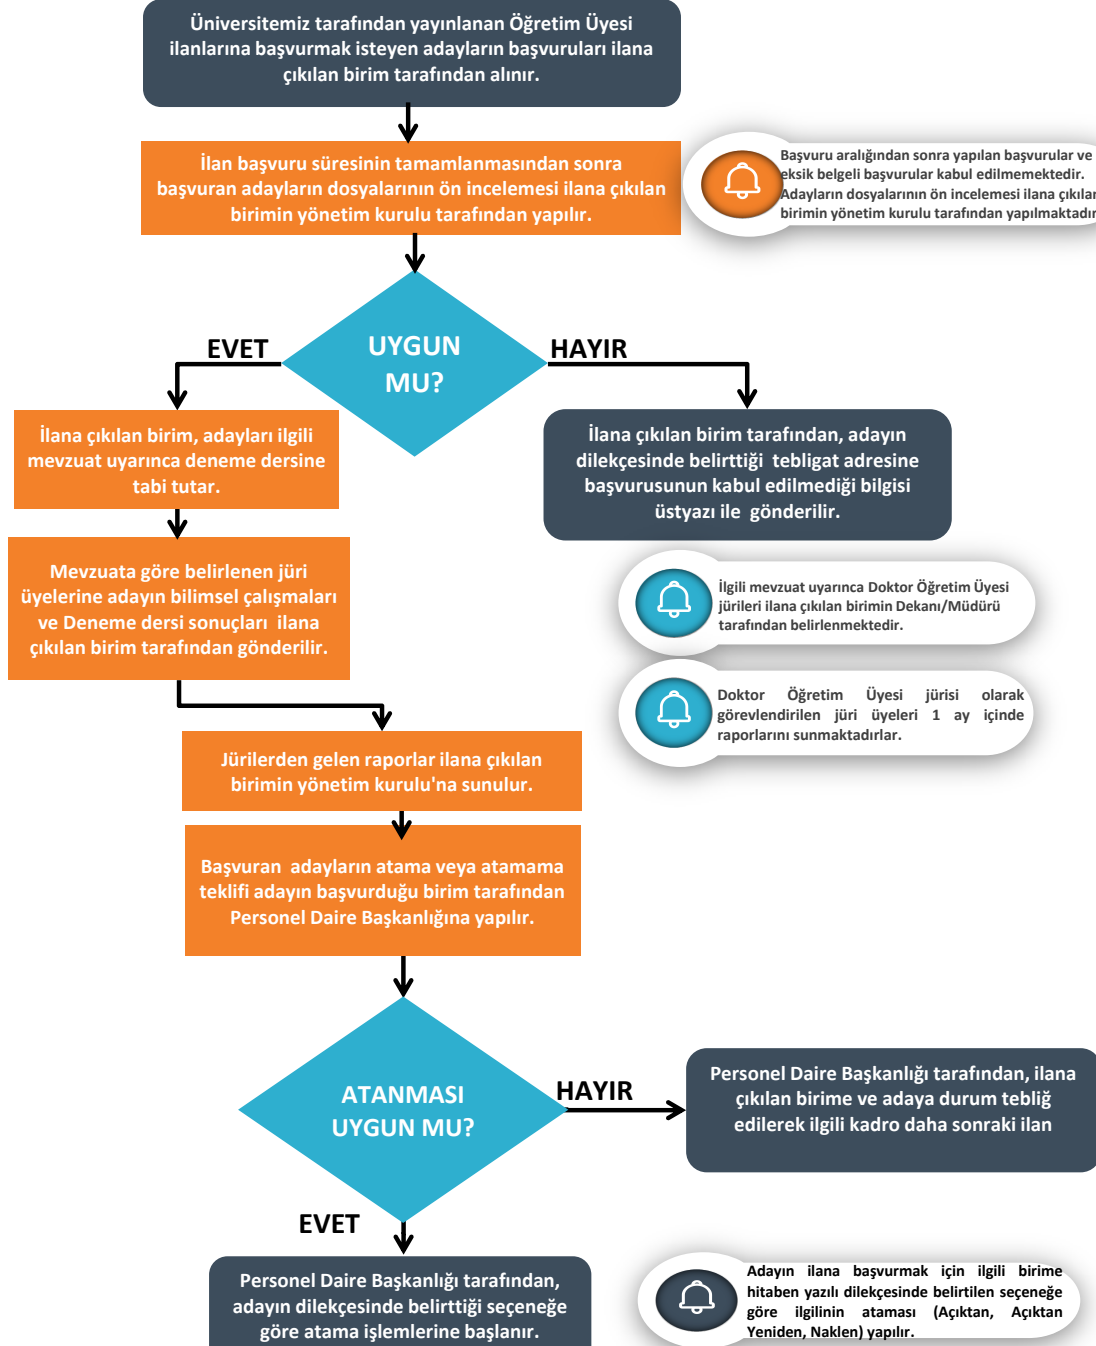 Üniversitemiz tarafından yayınlanan Öğretim Üyesi
ilanlarına başvurmak isteyen adayların başvuruları ilana
çıkılan birim tarafından alınır.
İlan başvuru süresinin tamamlanmasından sonra
başvuran adayların dosyalarının ön incelemesi ilana çıkılan
birimin yönetim kurulu tarafından yapılır.
Başvuru aralığından sonra yapılan başvurular ve
eksik belgeli başvurular kabul edilmemektedir.
Adayların dosyalarının ön incelemesi ilana çıkılan
birimin yönetim kurulu tarafından yapılmaktadır
UYGUN
MU?
EVET
HAYIR
İlana çıkılan birim, adayları ilgili
mevzuat uyarınca deneme dersine
tabi tutar.
İlana çıkılan birim tarafından, adayın
dilekçesinde belirttiği tebligat adresine
başvurusunun kabul edilmediği bilgisi
üstyazı ile gönderilir.
Mevzuata göre belirlenen jüri
üyelerine adayın bilimsel çalışmaları
ve Deneme dersi sonuçları ilana
çıkılan birim tarafından gönderilir.
İlgili mevzuat uyarınca Doktor Öğretim Üyesi
jürileri ilana çıkılan birimin Dekanı/Müdürü
tarafından belirlenmektedir.
Doktor Öğretim Üyesi jürisi olarak
görevlendirilen jüri üyeleri 1 ay içinde
raporlarını sunmaktadırlar.
Jürilerden gelen raporlar ilana çıkılan
birimin yönetim kurulu'na sunulur.
Başvuran adayların atama veya atamama
teklifi adayın başvurduğu birim tarafından
Personel Daire Başkanlığına yapılır.
ATANMASI
UYGUN MU?
HAYIR
Personel Daire Başkanlığı tarafından, ilana
çıkılan birime ve adaya durum tebliğ
edilerek ilgili kadro daha sonraki ilan
EVET
Personel Daire Başkanlığı tarafından,
adayın dilekçesinde belirttiği seçeneğe
göre atama işlemlerine başlanır.
Adayın ilana başvurmak için ilgili birime
hitaben yazılı dilekçesinde belirtilen seçeneğe
göre ilgilinin ataması (Açıktan, Açıktan
Yeniden, Naklen) yapılır.